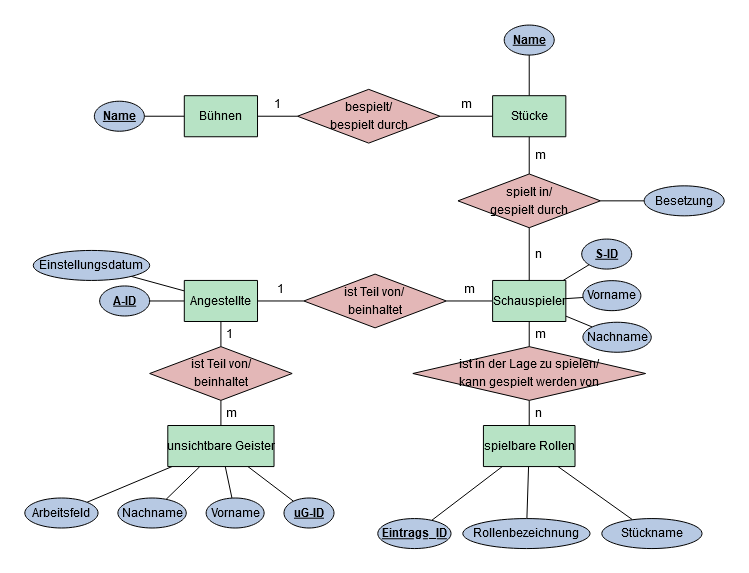 Name
Name
Bühnen
1
bespielt/
bespielt durch
m
Stücke
m
spielt in/
gespielt durch
Besetzung
n
S-ID
Einstellungsdatum
A-ID
Angestellte
1
ist Teil von/
beinhaltet
m
Schauspieler
Vorname
Nachname
1
ist Teil von/
beinhaltet
m
m
ist in der Lage zu spielen/
kann gespielt werden von
n
unsichtbare Geister
spielbare Rollen
Arbeitsfeld
Nachname
Vorname
uG-ID
Eintrags_ID
Rollenbezeichnung
Stückname